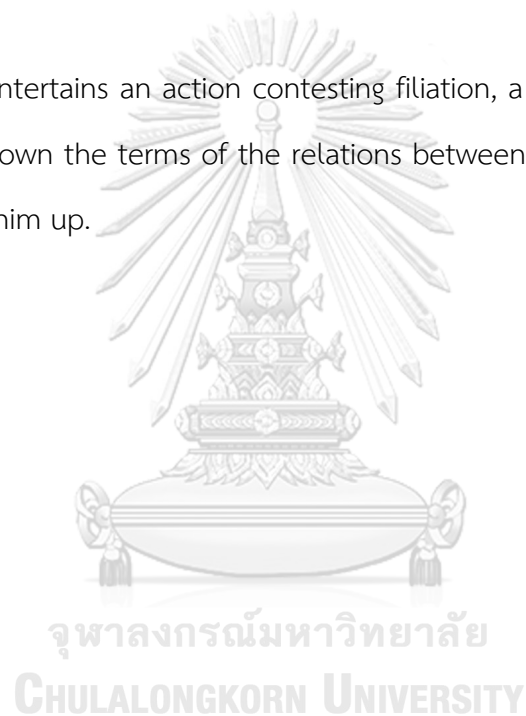 ntertains an action contesting filiation, a
own the terms of the relations between
him up.
จุฬาลงกรณ์มหาวิทยาลัย
CHULALONGKORN UNIVERSITY